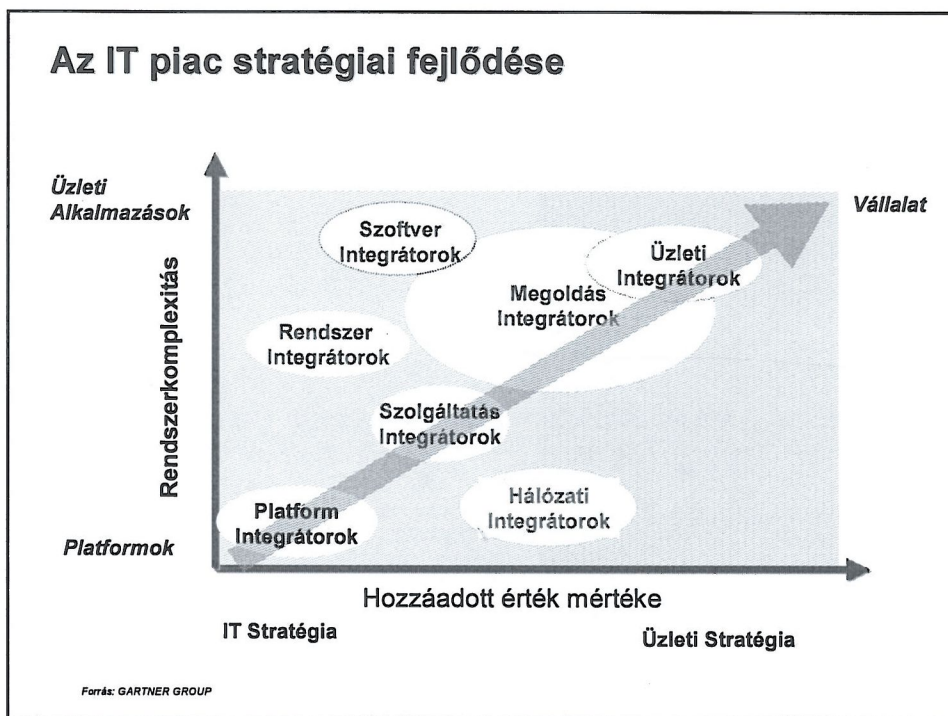 Az IT piac stratégiai fejlődése
Üzleti
Alkalmazások
Rendszerkomplexitás
Platformok
Szoftver
Integrátorok
Üzleti
Integrátorok
Megoldás
Integrátorok
Rendszer
Integrátorok
Szolgáltatás
Integrátorok
Platform
Integrátorok
Hálózati
Integrátorok
Vállalat
Hozzáadott érték mértéke
IT Stratégia
Üzleti Stratégia
Forrás: GARTNER GROUP